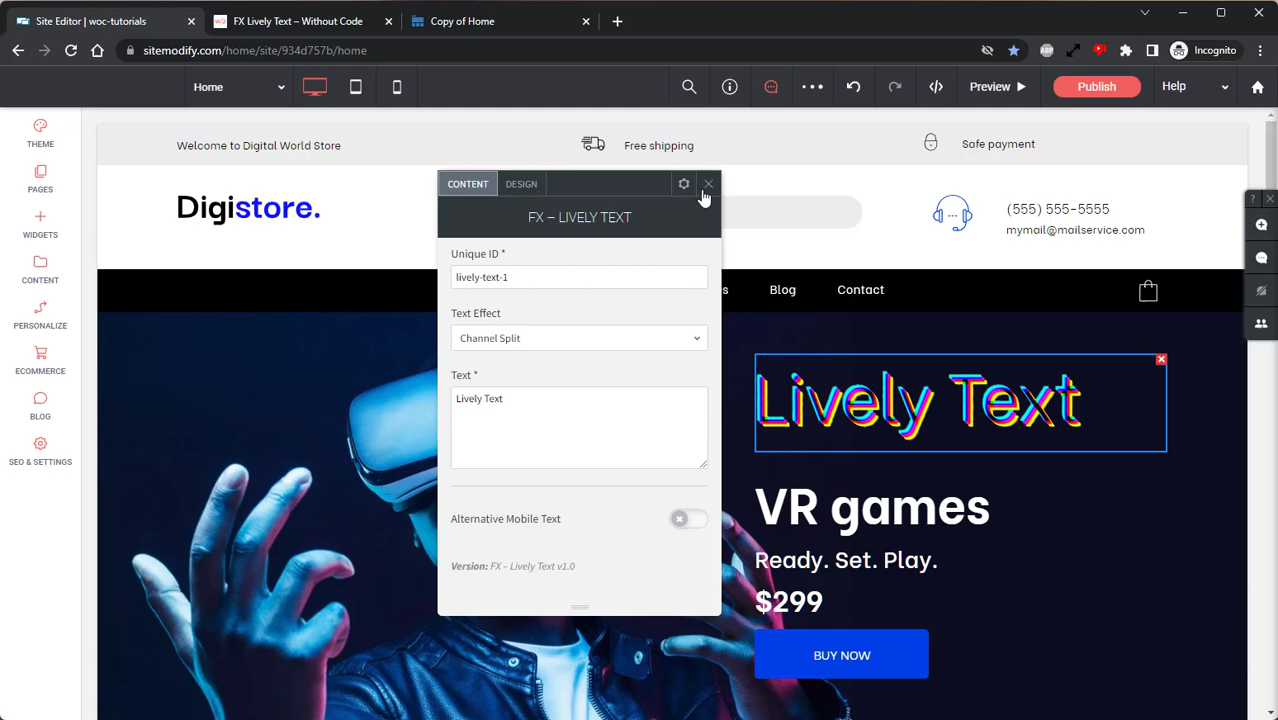 Site Editor | woc-tutorials
FX Lively Text – Without Code
Copy of Home
sitemodify.com/home/site/934d757b/home
Incognito
Home
Preview
Publish
Help
THEME
PAGES
WIDGETS
CONTENT
PERSONALIZE
ECOMMERCE
BLOG
SEO & SETTINGS
Welcome to Digital World Store
Free shipping
Safe payment
Digistore.
(555) 555-5555
mymail@mailservice.com
s
Blog
Contact
CONTENT
DESIGN
FX – LIVELY TEXT
Unique ID *
lively-text-1
Text Effect
Channel Split
Text *
Lively Text
Alternative Mobile Text
Version: FX – Lively Text v1.0
Lively Text
VR games
Ready. Set. Play.
$299
BUY NOW